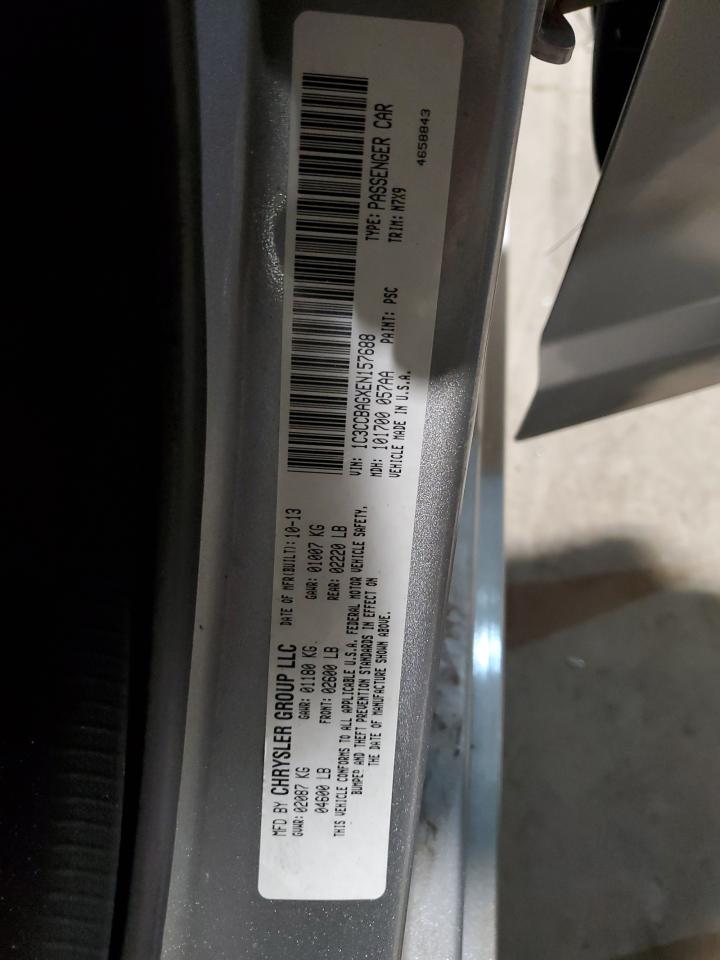 MFD BY CHRYSLER GROUP LLC DATE OF MFR(BUILT): 10-13
GVWR: 02087 KG GAWR: 01180 KG GAWR: 01007 KG
04600 LB FRONT: 02600 LB REAR: 02220 LB
THIS VEHICLE CONFORMS TO ALL APPLICABLE U.S.A. FEDERAL MOTOR VEHICLE SAFETY,
AND THEFT PREVENTION STANDARDS IN EFFECT ON
THE DATE OF MANUFACTURE SHOWN ABOVE.
VIN: 1C3CCBAGXEN157688 TYPE: PASSENGER CAR
MDH: 101700 057AA PAINT: PSC TRIM: M7X9
VEHICLE MADE IN U.S.A.
4658843